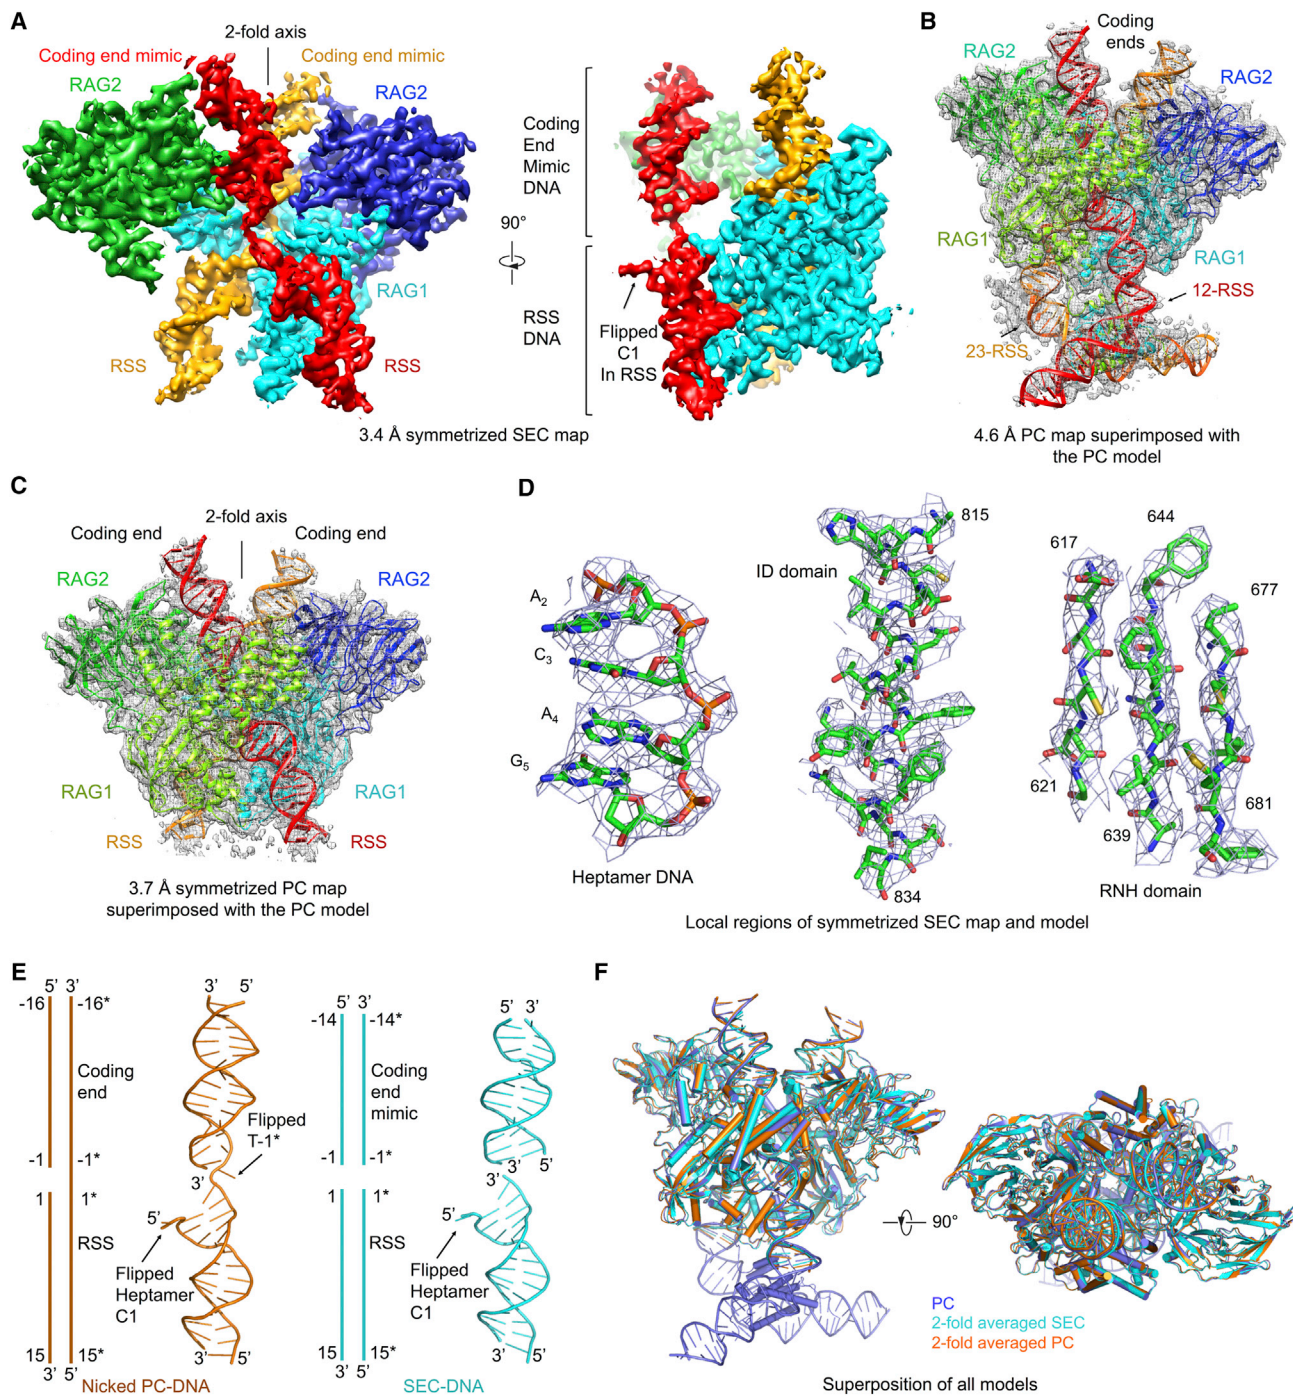 A
2-fold axis
Coding end mimic
Coding end mimic
RAG2
RAG2
RAG1
RSS
RSS
90°
Coding
End
Mimic
DNA
RSS
DNA
Flipped
C1
In RSS
3.4 Å symmetrized SEC map
B
Coding
ends
RAG2
RAG2
RAG1
RAG1
12-RSS
23-RSS
4.6 Å PC map superimposed with
the PC model
C
2-fold axis
Coding end
Coding end
RAG2
RAG2
RAG1
RAG1
RSS
RSS
3.7 Å symmetrized PC map
superimposed with the PC model
D
A2
C3
A4
G5
Heptamer DNA
ID domain
815
834
617
644
677
621
639
681
RNH domain
Local regions of symmetrized SEC map and model
E
5’ 3’
-16 -16*
Coding
end
-1 -1*
1 1*
RSS
15 15*
3’ 5’
3’ 5’
Flipped
T-1*
3’
5’
Flipped
Heptamer
C1
3’ 5’
Nicked PC-DNA
5’ 3’
-14 -14*
Coding
end
mimic
-1 -1*
1 1*
RSS
15 15*
3’ 5’
5’ 3’
3’ 5’
3’
5’
Flipped
Heptamer
C1
3’ 5’
SEC-DNA
F
90°
PC
2-fold averaged SEC
2-fold averaged PC
Superposition of all models